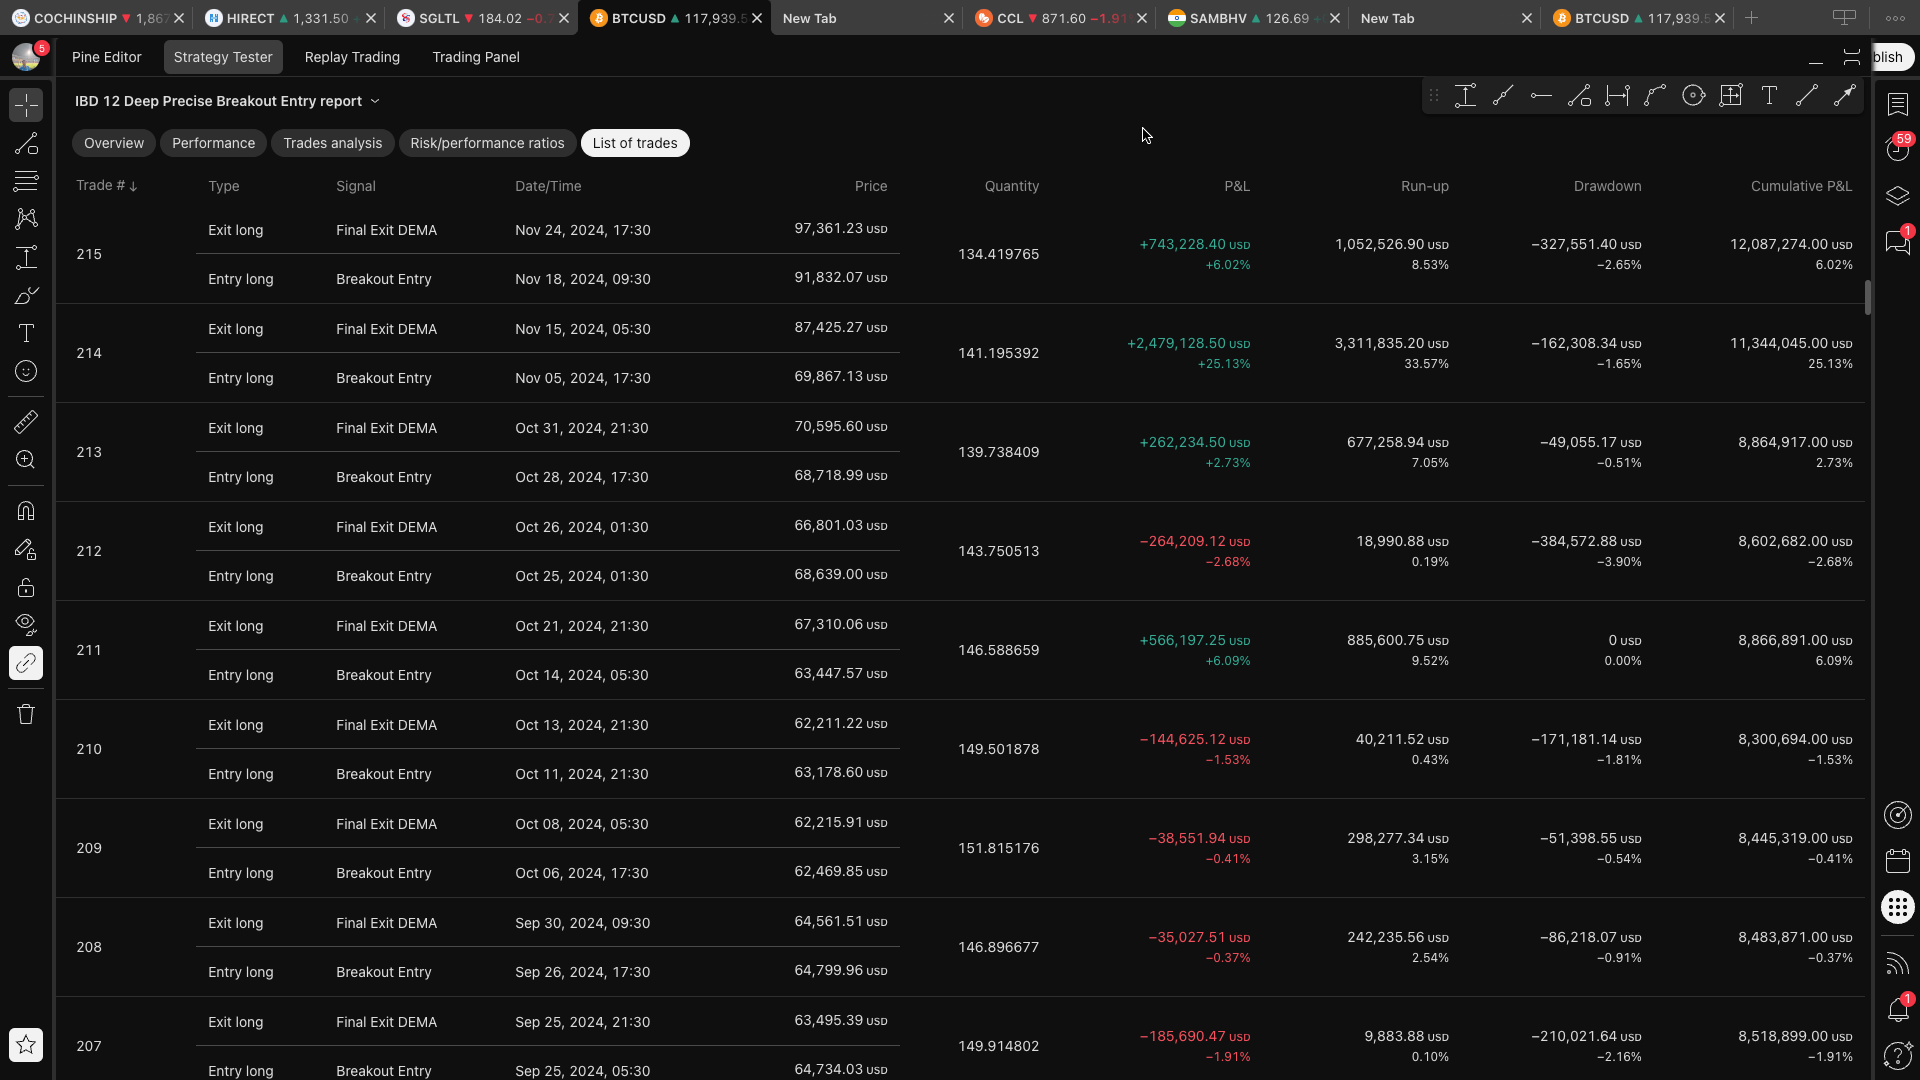 COCHINSHIP ▼ 1,867 HIRECT ▲ 1,331.50 SGLTL ▼ 184.02 −0.7 BTCUSD ▲ 117,939.5 New Tab CCL ▼ 871.60 −1.91 SAMBHV ▲ 126.69 New Tab BTCUSD ▲ 117,939.5
5 Pine Editor Strategy Tester Replay Trading Trading Panel blish
IBD 12 Deep Precise Breakout Entry report
Overview Performance Trades analysis Risk/performance ratios List of trades
59
Trade # ↓ Type Signal Date/Time Price Quantity P&L Run-up Drawdown Cumulative P&L
1
215 Exit long Final Exit DEMA Nov 24, 2024, 17:30 97,361.23 USD 134.419765 +743,228.40 USD 1,052,526.90 USD −327,551.40 USD 12,087,274.00 USD
+6.02% 8.53% −2.65% 6.02%
Entry long Breakout Entry Nov 18, 2024, 09:30 91,832.07 USD
214 Exit long Final Exit DEMA Nov 15, 2024, 05:30 87,425.27 USD 141.195392 +2,479,128.50 USD 3,311,835.20 USD −162,308.34 USD 11,344,045.00 USD
+25.13% 33.57% −1.65% 25.13%
Entry long Breakout Entry Nov 05, 2024, 17:30 69,867.13 USD
213 Exit long Final Exit DEMA Oct 31, 2024, 21:30 70,595.60 USD 139.738409 +262,234.50 USD 677,258.94 USD −49,055.17 USD 8,864,917.00 USD
+2.73% 7.05% −0.51% 2.73%
Entry long Breakout Entry Oct 28, 2024, 17:30 68,718.99 USD
212 Exit long Final Exit DEMA Oct 26, 2024, 01:30 66,801.03 USD 143.750513 −264,209.12 USD 18,990.88 USD −384,572.88 USD 8,602,682.00 USD
−2.68% 0.19% −3.90% −2.68%
Entry long Breakout Entry Oct 25, 2024, 01:30 68,639.00 USD
211 Exit long Final Exit DEMA Oct 21, 2024, 21:30 67,310.06 USD 146.588659 +566,197.25 USD 885,600.75 USD 0 USD 8,866,891.00 USD
+6.09% 9.52% 0.00% 6.09%
Entry long Breakout Entry Oct 14, 2024, 05:30 63,447.57 USD
210 Exit long Final Exit DEMA Oct 13, 2024, 21:30 62,211.22 USD 149.501878 −144,625.12 USD 40,211.52 USD −171,181.14 USD 8,300,694.00 USD
−1.53% 0.43% −1.81% −1.53%
Entry long Breakout Entry Oct 11, 2024, 21:30 63,178.60 USD
209 Exit long Final Exit DEMA Oct 08, 2024, 05:30 62,215.91 USD 151.815176 −38,551.94 USD 298,277.34 USD −51,398.55 USD 8,445,319.00 USD
−0.41% 3.15% −0.54% −0.41%
Entry long Breakout Entry Oct 06, 2024, 17:30 62,469.85 USD
208 Exit long Final Exit DEMA Sep 30, 2024, 09:30 64,561.51 USD 146.896677 −35,027.51 USD 242,235.56 USD −86,218.07 USD 8,483,871.00 USD
−0.37% 2.54% −0.91% −0.37%
Entry long Breakout Entry Sep 26, 2024, 17:30 64,799.96 USD
1
207 Exit long Final Exit DEMA Sep 25, 2024, 21:30 63,495.39 USD 149.914802 −185,690.47 USD 9,883.88 USD −210,021.64 USD 8,518,899.00 USD
−1.91% 0.10% −2.16% −1.91%
Entry long Breakout Entry Sep 25, 2024, 05:30 64,734.03 USD